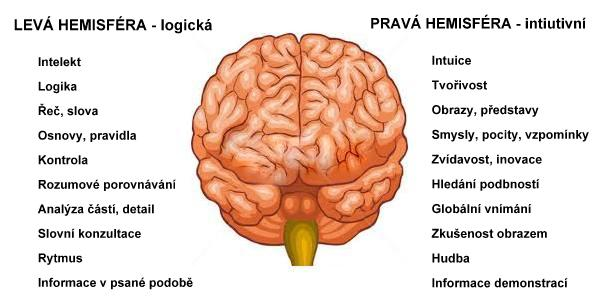 LEVÁ HEMISFÉRA - logická
Intelekt
Logika
Řeč, slova
Osnovy, pravidla
Kontrola
Rozumové porovnávání
Analýza částí, detail
Slovní konzultace
Rytmus
Informace v psané podobě
PRAVÁ HEMISFÉRA - intiutivní
Intuice
Tvořivost
Obrazy, představy
Smysly, pocity, vzpomínky
Zvídavost, inovace
Hledání podbností
Globální vnímání
Zkušenost obrazem
Hudba
Informace demonstrací